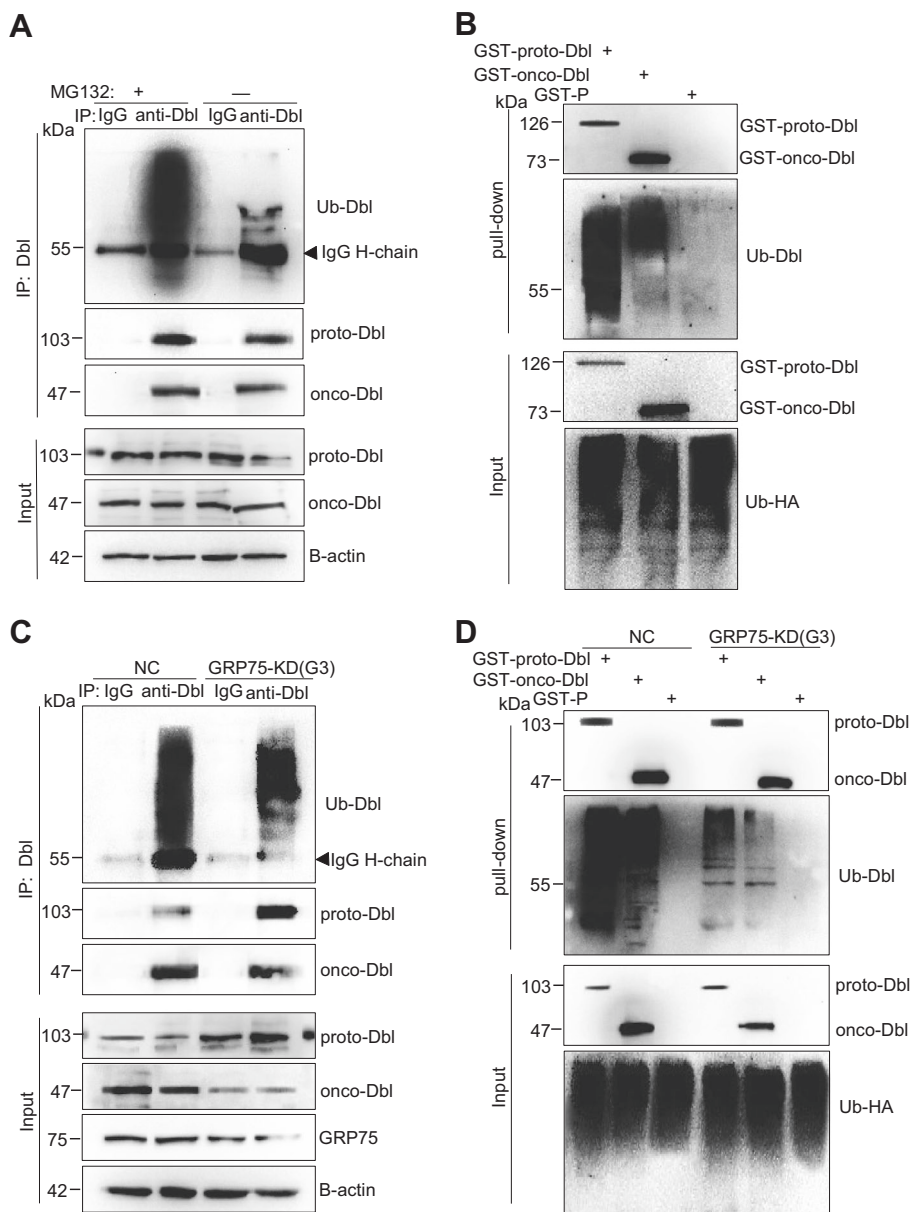 A
MG132: + —
IP: IgG anti-Dbl IgG anti-Dbl
kDa
Ub-Dbl
55
IgG H-chain
IP: Dbl
103
proto-Dbl
47
onco-Dbl
103
proto-Dbl
Input
47
onco-Dbl
42
B-actin
B
GST-proto-Dbl +
GST-onco-Dbl +
GST-P +
kDa
126
GST-proto-Dbl
73
GST-onco-Dbl
pull-down
Ub-Dbl
55
126
GST-proto-Dbl
73
GST-onco-Dbl
Input
Ub-HA
C
NC GRP75-KD(G3)
IP: IgG anti-Dbl IgG anti-Dbl
kDa
Ub-Dbl
55
IgG H-chain
IP: Dbl
103
proto-Dbl
47
onco-Dbl
103
proto-Dbl
47
onco-Dbl
Input
75
GRP75
42
B-actin
D
NC GRP75-KD(G3)
GST-proto-Dbl + +
GST-onco-Dbl + +
GST-P + +
kDa
103
proto-Dbl
47
onco-Dbl
pull-down
Ub-Dbl
55
103
proto-Dbl
47
onco-Dbl
Input
Ub-HA